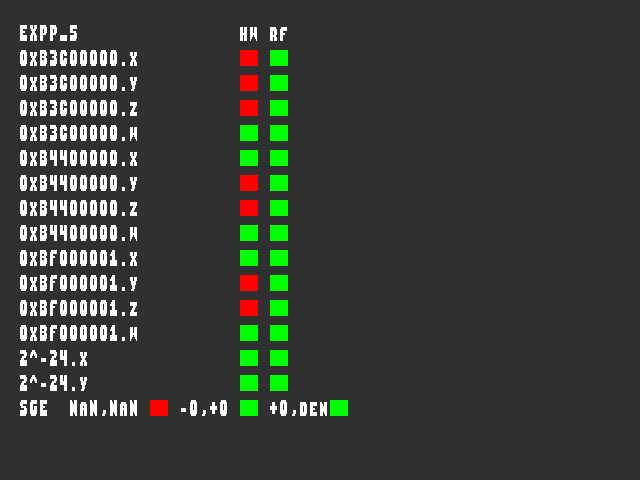 EXPP_5 HW RF
0xB3C00000.x
0xB3C00000.y
0xB3C00000.z
0xB3C00000.w
0xB4400000.x
0xB4400000.y
0xB4400000.z
0xB4400000.w
0xBF000001.x
0xBF000001.y
0xBF000001.z
0xBF000001.w
2^-24.x
2^-24.y
SGE NaN,NaN -0,+0 +0,DEN